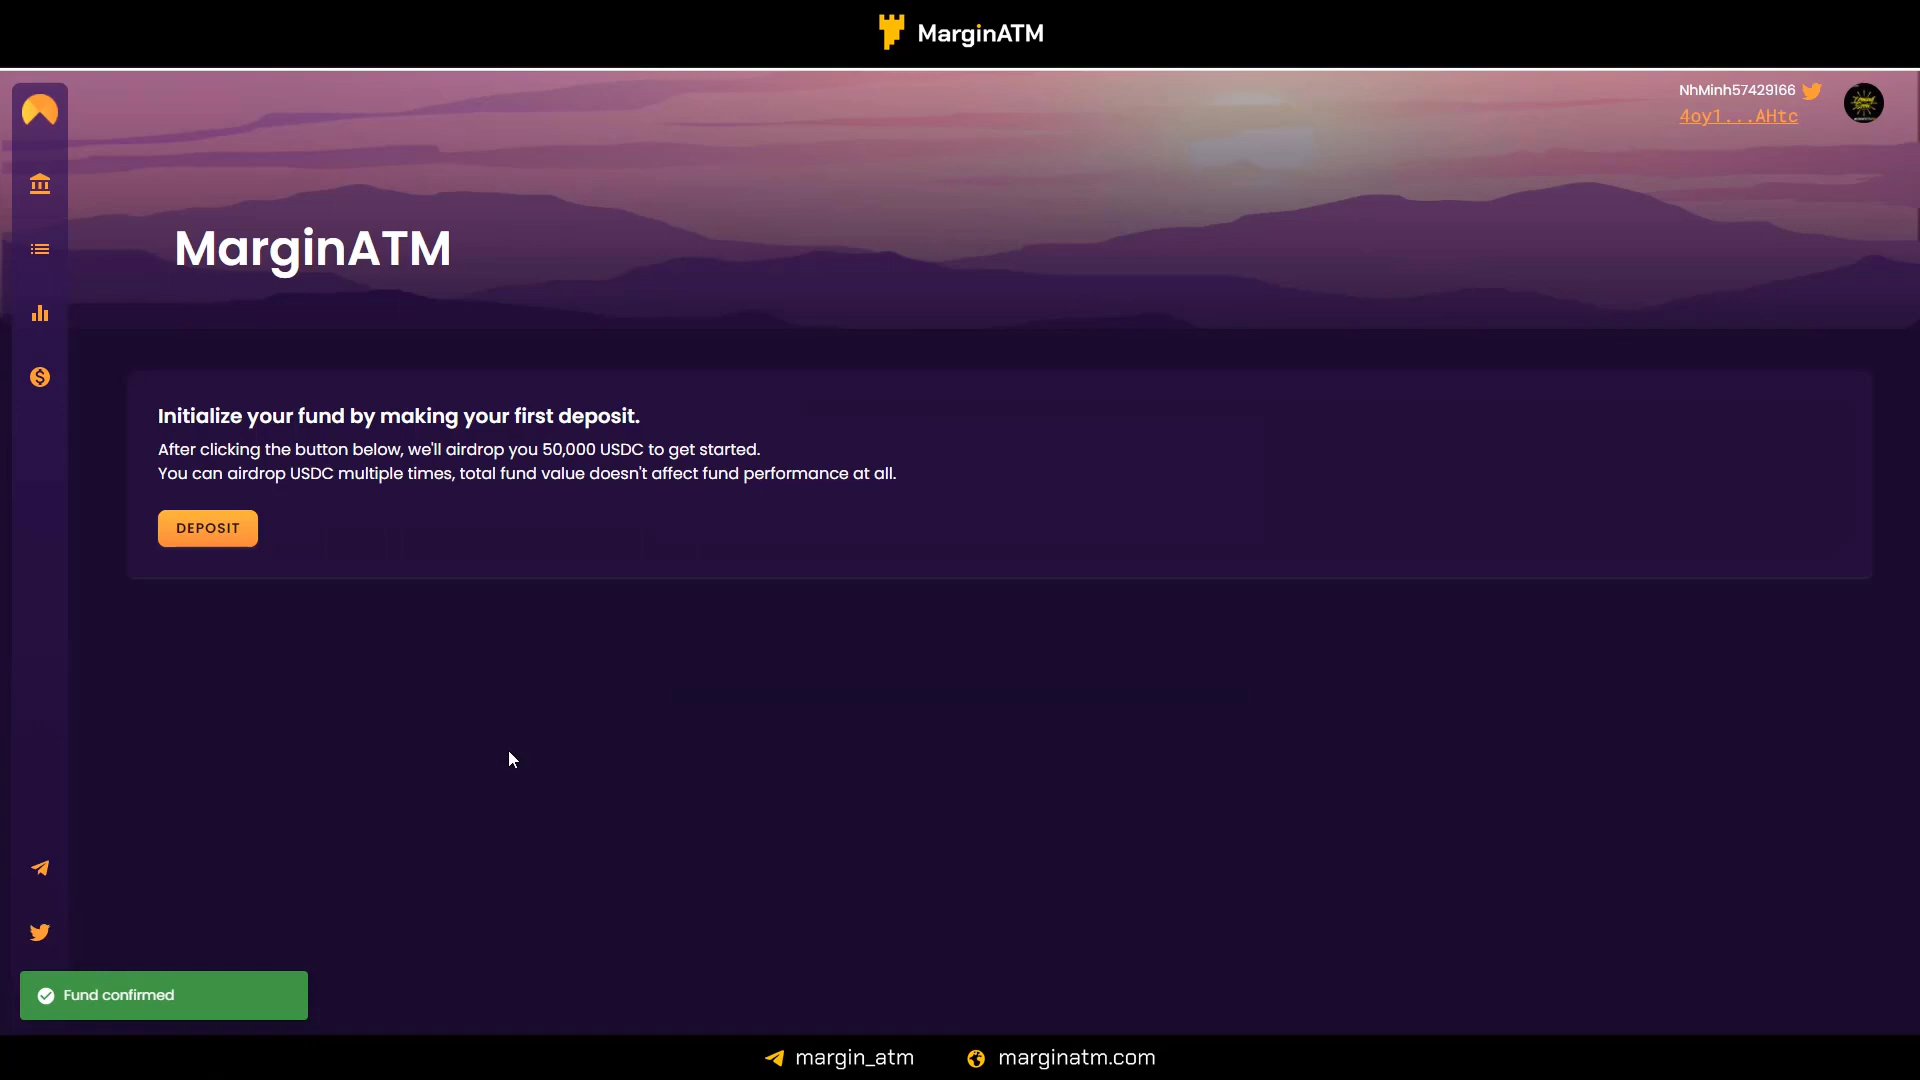 MarginATM
NhMinh57429166
4oy1...AHtc
MarginATM
Initialize your fund by making your first deposit.
After clicking the button below, we'll airdrop you 50,000 USDC to get started.
You can airdrop USDC multiple times, total fund value doesn't affect fund performance at all.
DEPOSIT
Fund confirmed
margin_atm
marginatm.com